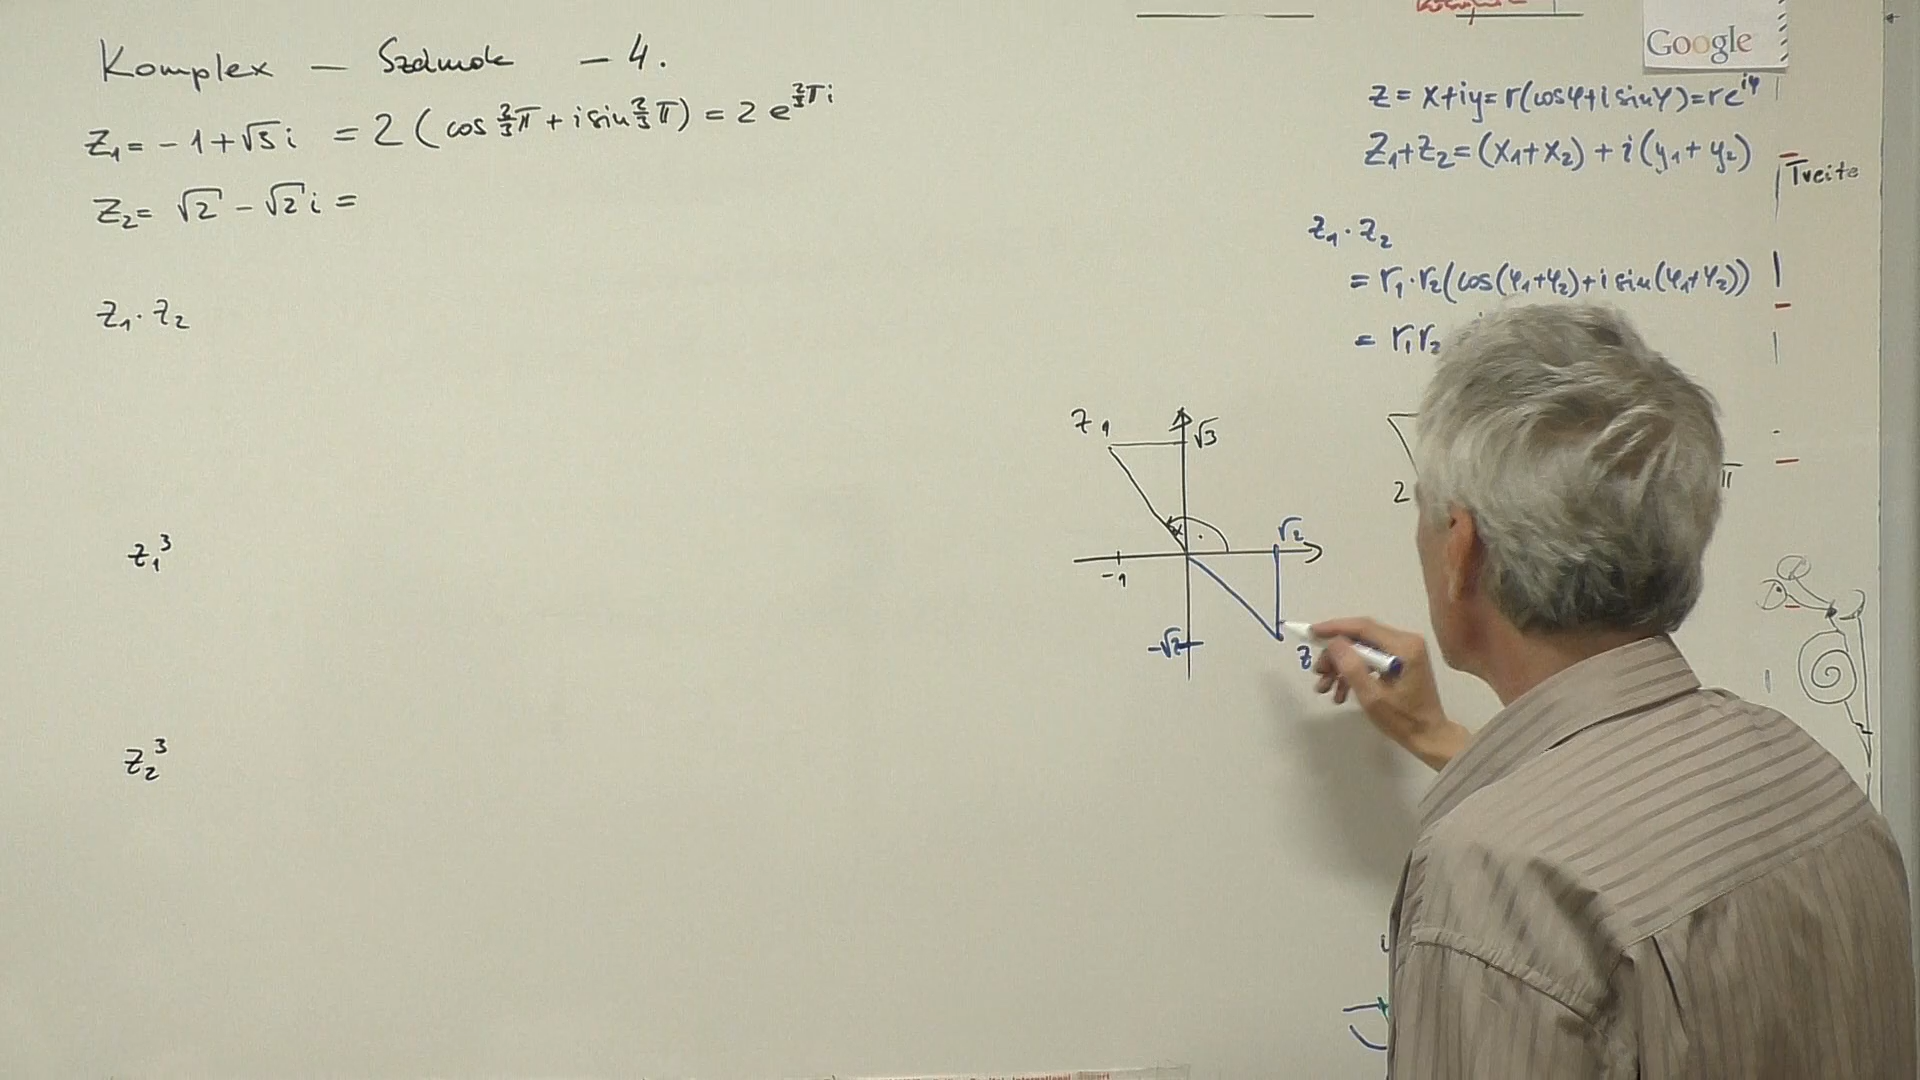 Komplex – Számok – 4.
z₁ = -1 + √3 i = 2 (cos 2/3 π + i sin 2/3 π) = 2 e^(2/3 π i)
z₂ = √2 - √2 i =
z₁ · z₂
z₁³
z₂³
Google
z = x + iy = r(cos φ + i sin φ) = r e^(iφ)
z₁ + z₂ = (x₁ + x₂) + i (y₁ + y₂)
z₁ · z₂
= r₁ · r₂ (cos(φ₁ + φ₂) + i sin(φ₁ + φ₂))
= r₁ r₂
z₁
√3
-1
√2
-√2
z
2
π